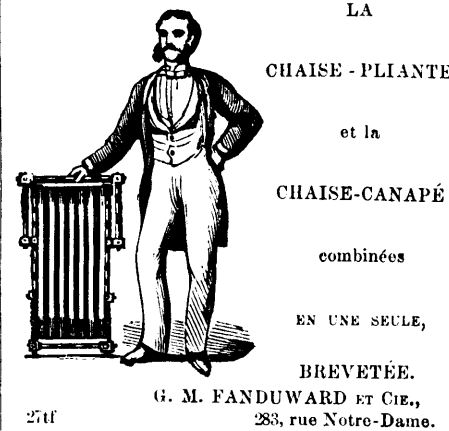 LA
CHAISE - PLIANTE
et la
CHAISE-CANAPÉ
combinées
EN UNE SEULE,
BREVETÉE.
G. M. FANDUWARD ET CIE.,
27tf 283, rue Notre-Dame.